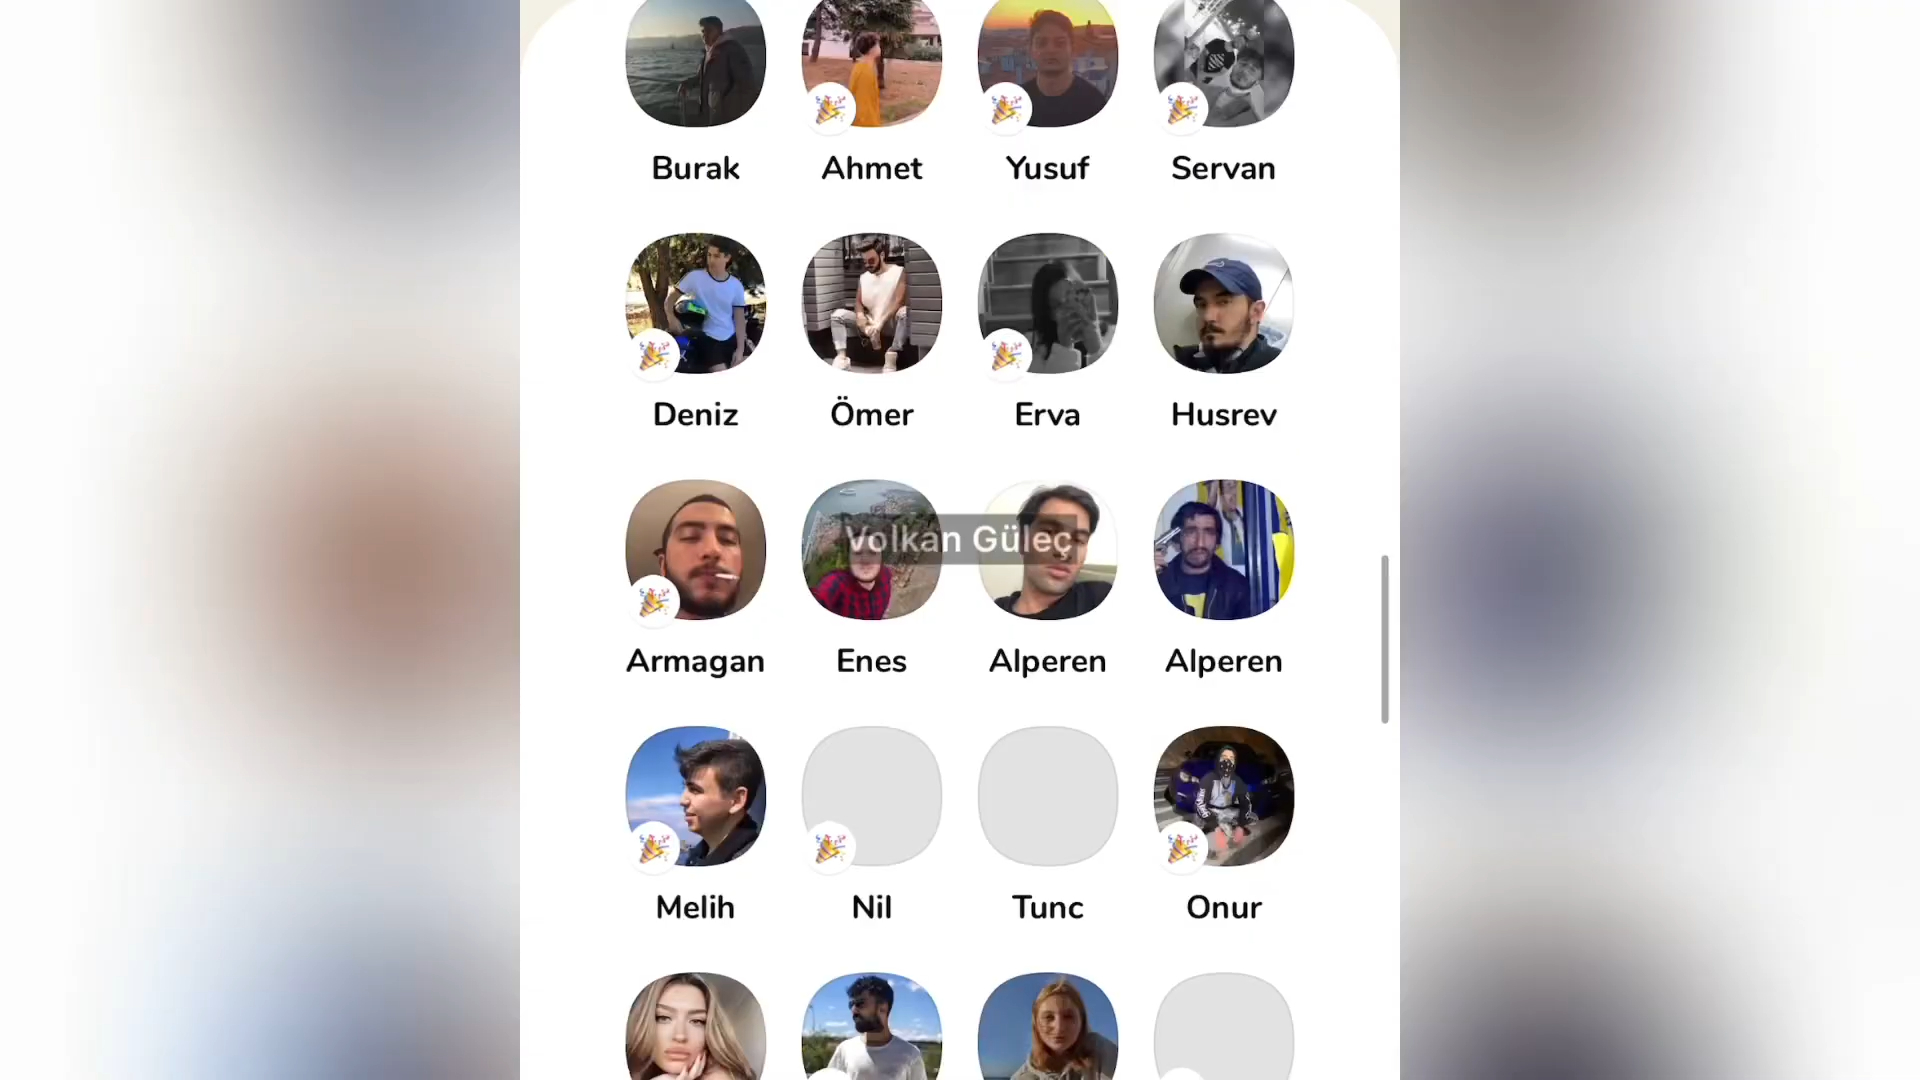 Burak Ahmet Yusuf Servan
Deniz Ömer Erva Husrev
Volkan Güleç
Armagan Enes Alperen Alperen
Melih Nil Tunc Onur